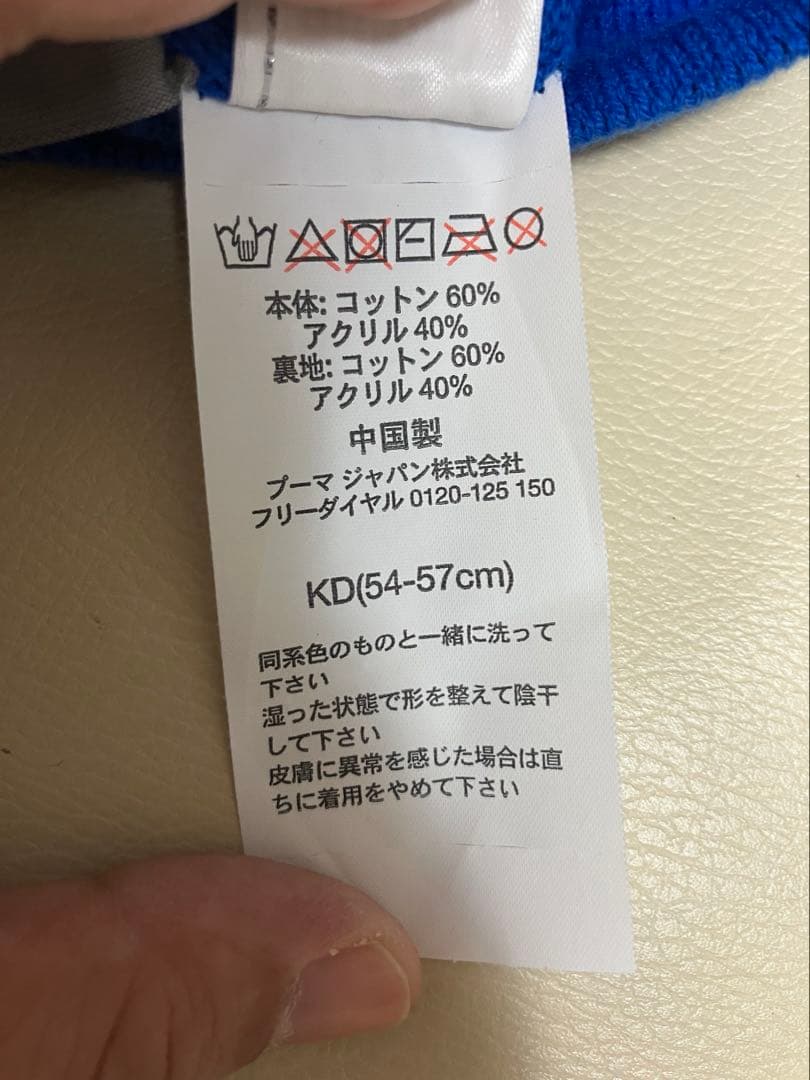 本体: コットン 60%
アクリル 40%
裏地: コットン 60%
アクリル 40%
中国製
プーマ ジャパン株式会社
フリーダイヤル 0120-125 150
KD(54-57cm)
同系色のものと一緒に洗って
下さい
湿った状態で形を整えて陰干
して下さい
皮膚に異常を感じた場合は直
ちに着用をやめて下さい